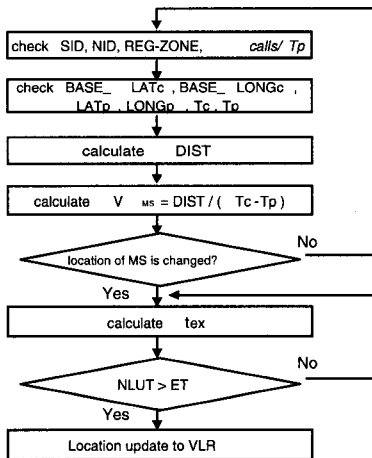 check SID, NID, REG-ZONE, calls/ Tp
check BASE_ LATc , BASE_ LONGc ,
LATp , LONGp , Tc , Tp
calculate DIST
calculate V MS = DIST / ( Tc - Tp )
location of MS is changed?
No
Yes
calculate tex
NLUT > ET
No
Yes
Location update to VLR